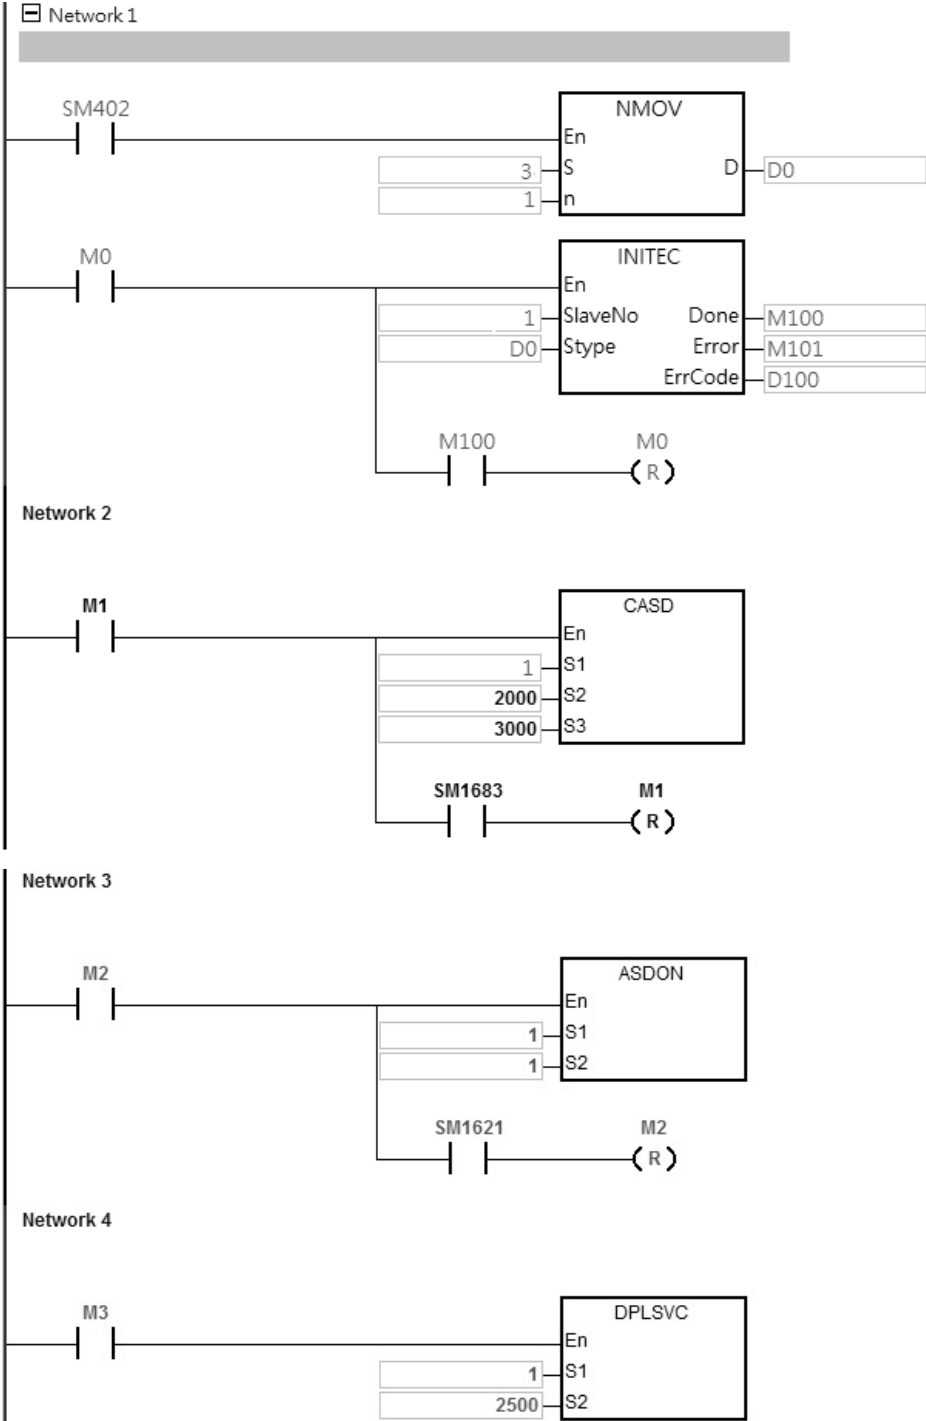 Network 1
SM402
NMOV
En
3 S D D0
1 n
M0
INITEC
En
1 SlaveNo Done M100
D0 Stype Error M101
ErrCode D100
M100 M0
R
Network 2
M1
CASD
En
1 S1
2000 S2
3000 S3
SM1683 M1
R
Network 3
M2
ASDON
En
1 S1
1 S2
SM1621 M2
R
Network 4
M3
DPLSVC
En
1 S1
2500 S2